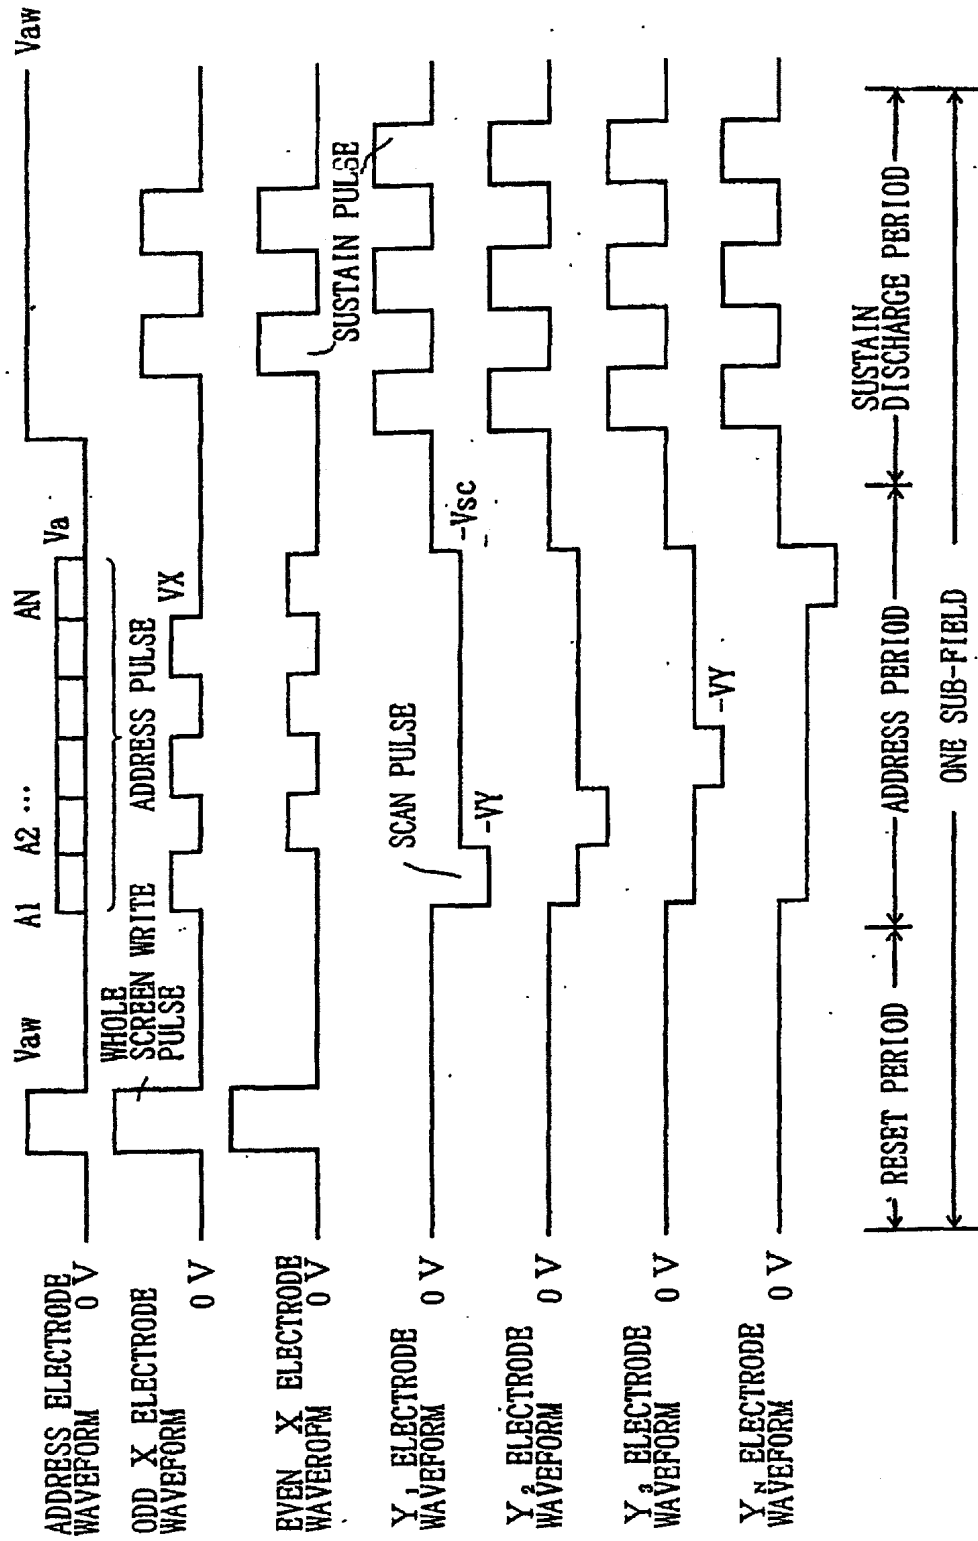 Vaw
A1 A2 ... AN
Va
Vaw
ADDRESS ELECTRODE
WAVEFORM
0 V
WHOLE
SCREEN WRITE
PULSE
ADDRESS PULSE
VX
ODD X ELECTRODE
WAVEFORM
0 V
EVEN X ELECTRODE
WAVEROFM
0 V
SUSTAIN PULSE
SCAN PULSE
-VY
-Vsc
Y1 ELECTRODE
WAVEFORM
0 V
Y2 ELECTRODE
WAVEFORM
0 V
-VY
Y3 ELECTRODE
WAVEFORM
0 V
YN ELECTRODE
WAVEFORM
0 V
RESET PERIOD
ADDRESS PERIOD
SUSTAIN
DISCHARGE PERIOD
ONE SUB-FIELD